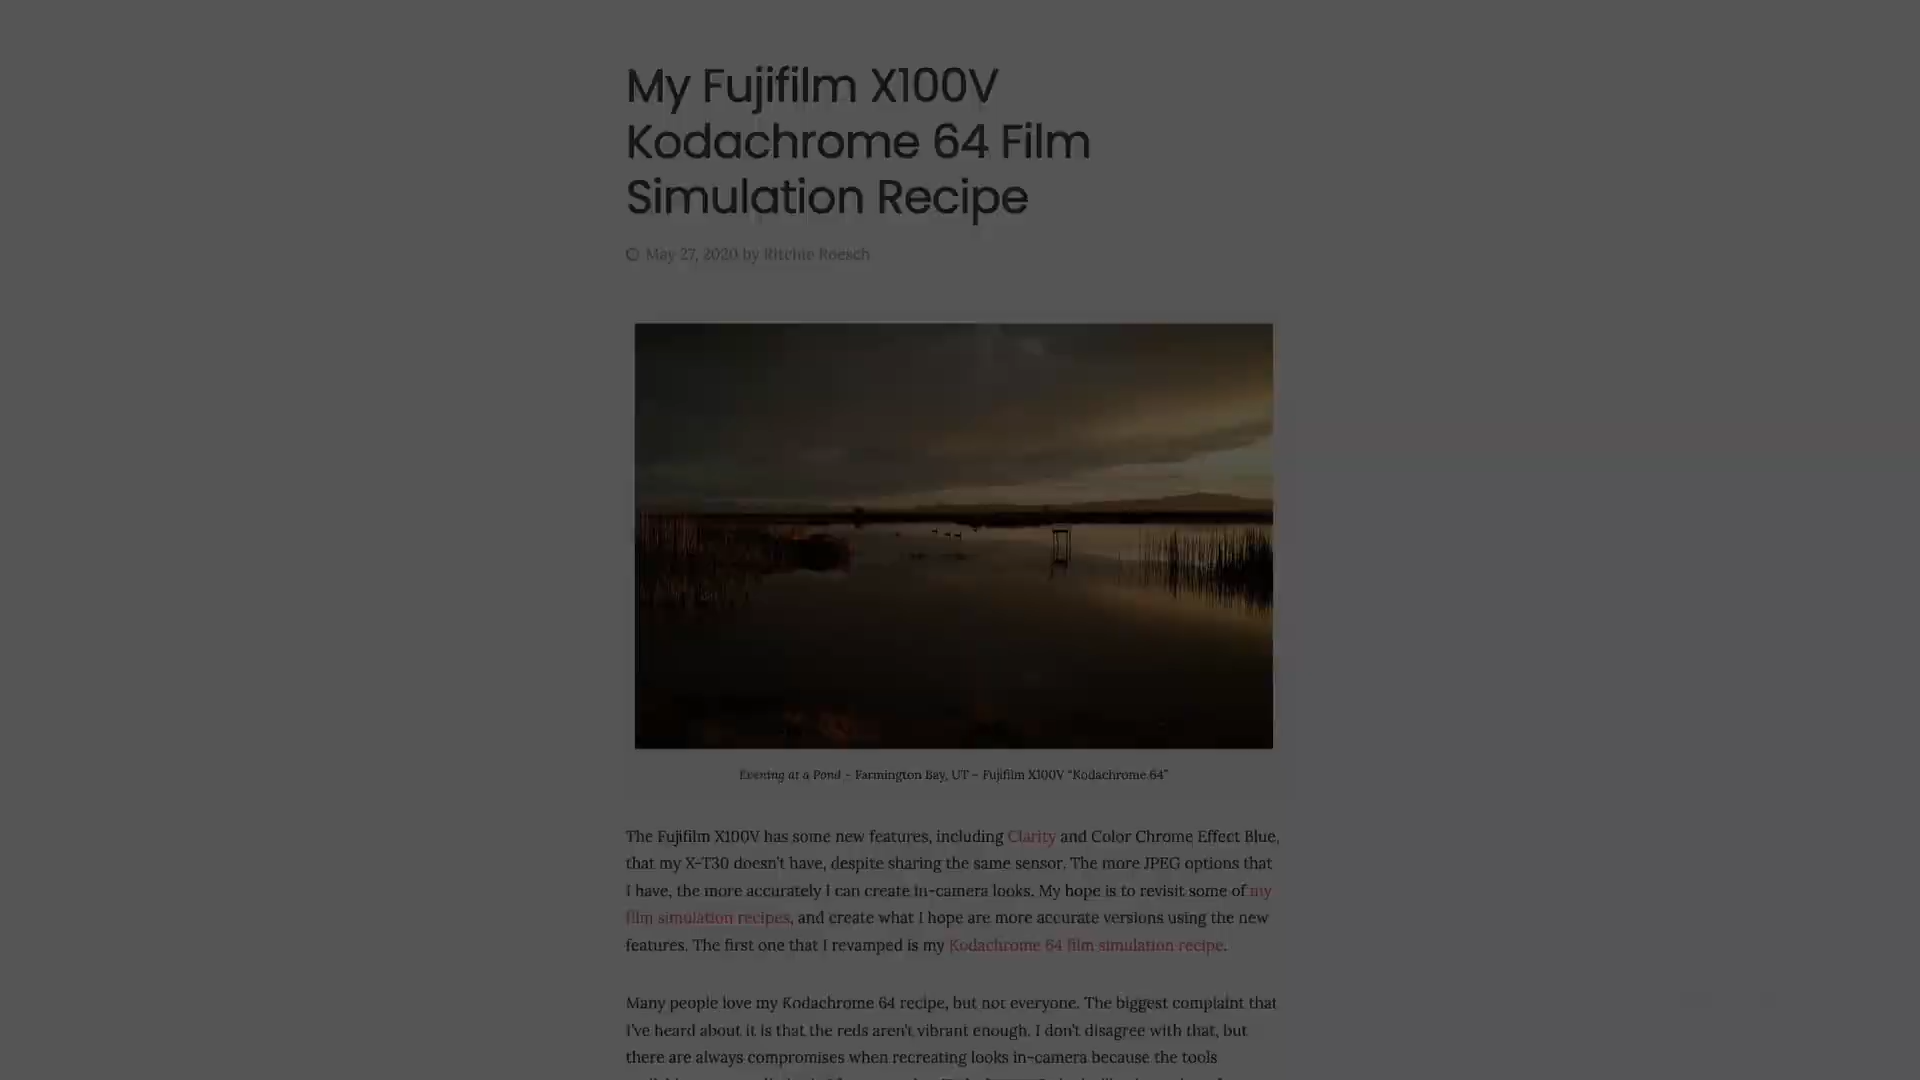 My Fujifilm X100V
Kodachrome 64 Film
Simulation Recipe
May 27, 2020 by Ritchie Roesch
Evening at a Pond – Farmington Bay, UT – Fujifilm X100V “Kodachrome 64”
The Fujifilm X100V has some new features, including Clarity and Color Chrome Effect Blue,
that my X-T30 doesn’t have, despite sharing the same sensor. The more JPEG options that
I have, the more accurately I can create in-camera looks. My hope is to revisit some of my
film simulation recipes, and create what I hope are more accurate versions using the new
features. The first one that I revamped is my Kodachrome 64 film simulation recipe.
Many people love my Kodachrome 64 recipe, but not everyone. The biggest complaint that
I’ve heard about it is that the reds aren’t vibrant enough. I don’t disagree with that, but
there are always compromises when recreating looks in-camera because the tools